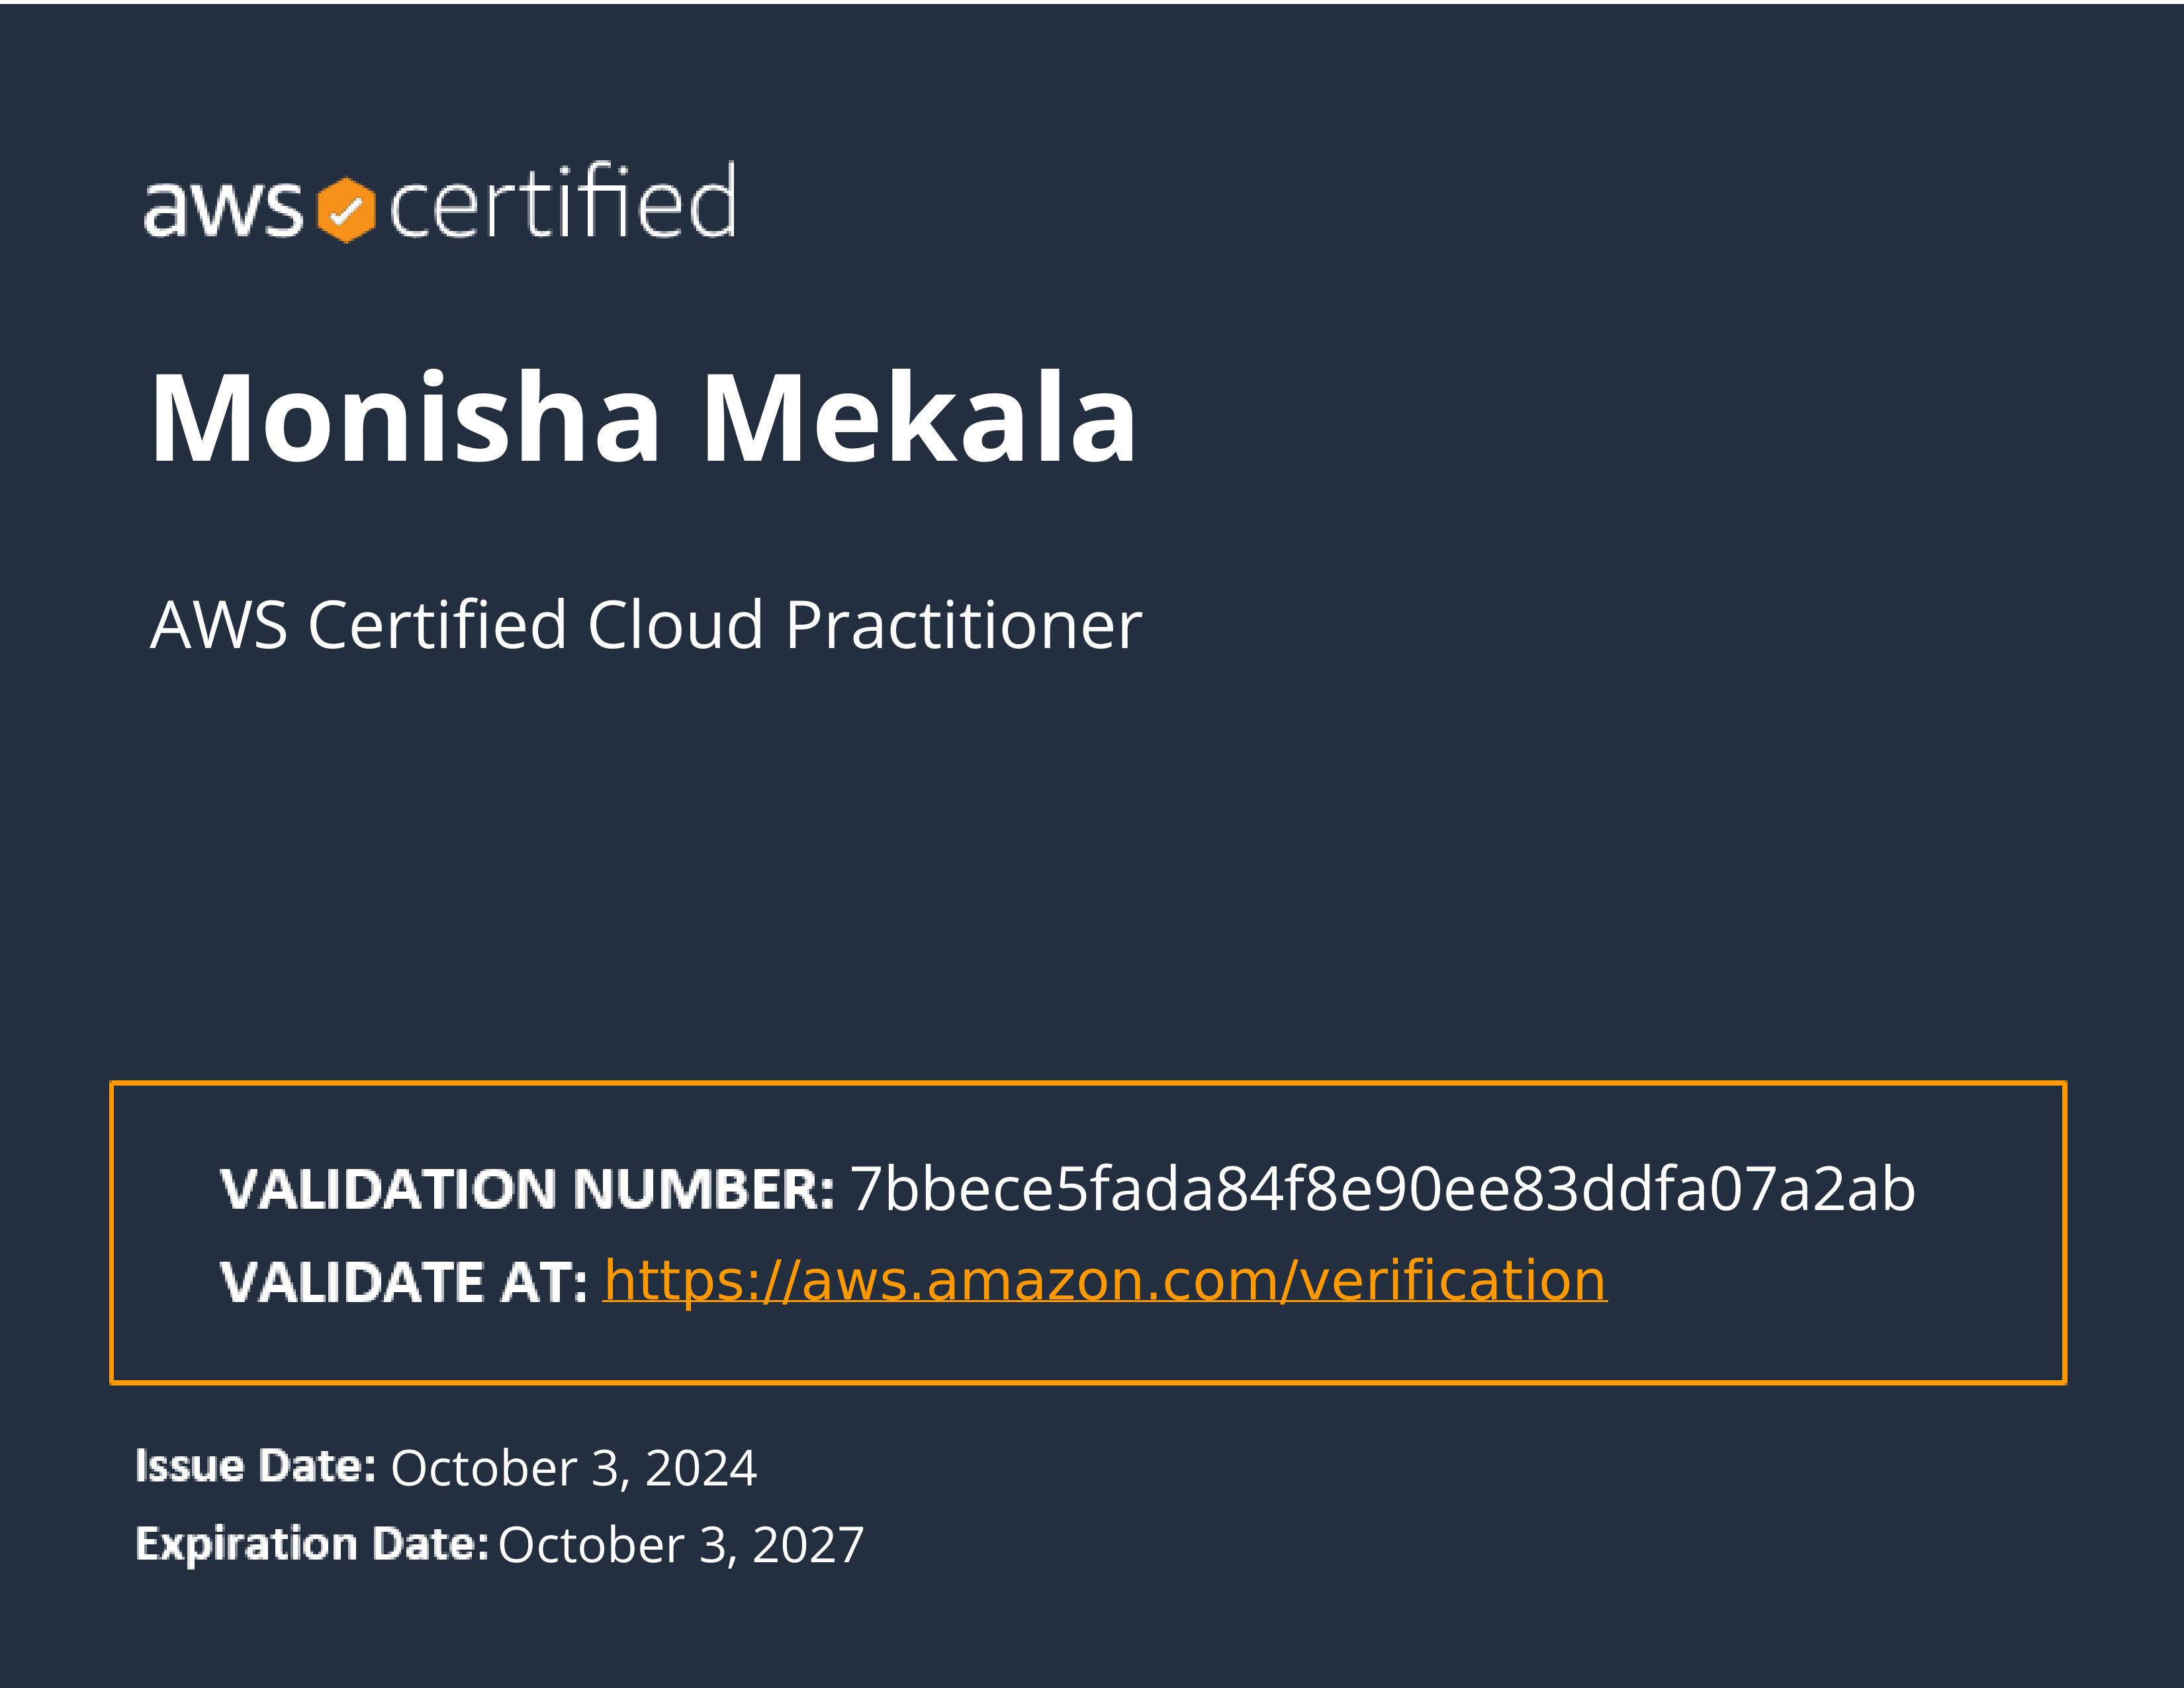 aws certified
Monisha Mekala
AWS Certified Cloud Practitioner
VALIDATION NUMBER: 7bbece5fada84f8e90ee83ddfa07a2ab
VALIDATE AT: https://aws.amazon.com/verification
Issue Date: October 3, 2024
Expiration Date: October 3, 2027